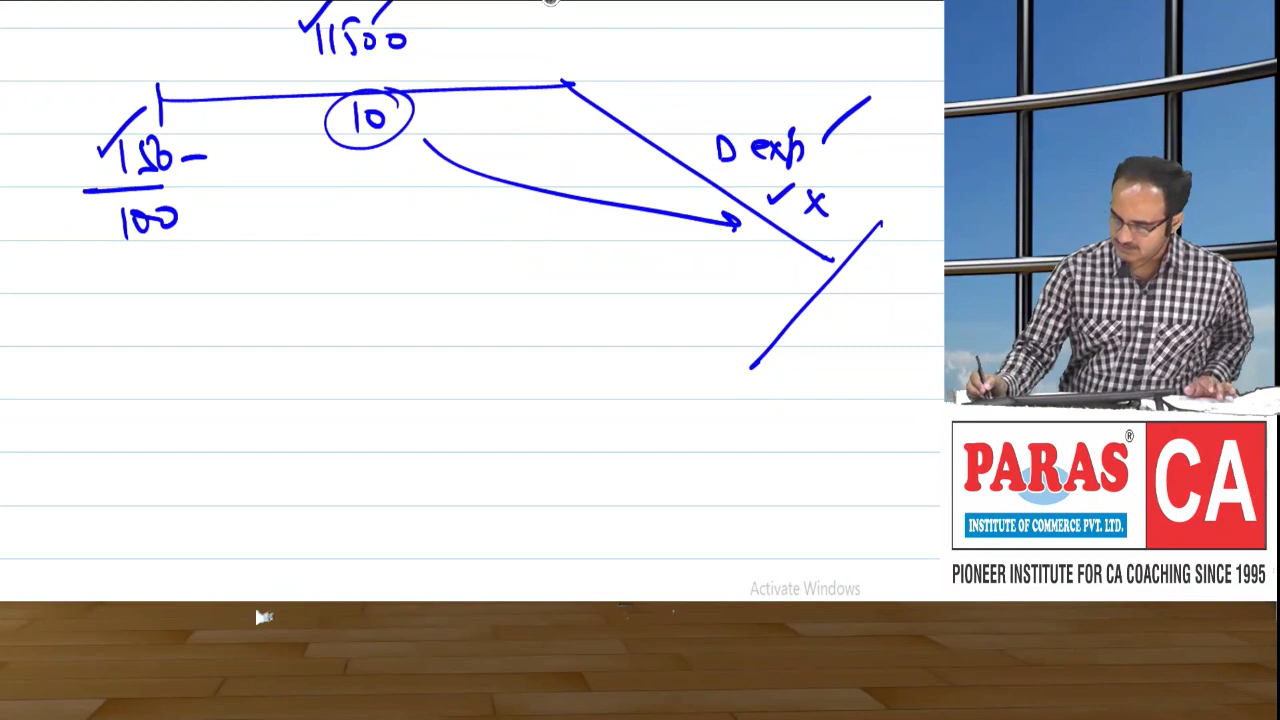 11500
10
150 -
100
D exp
x
PARAS®
INSTITUTE OF COMMERCE PVT. LTD.
CA
PIONEER INSTITUTE FOR CA COACHING SINCE 1995
Activate Windows